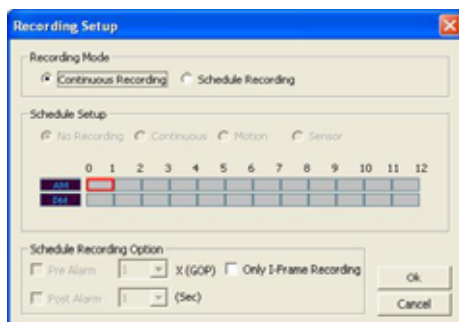 Recording Setup
Recording Mode
Continuous Recording Schedule Recording
Schedule Setup
No Recording Continuous Motion Sensor
0 1 2 3 4 5 6 7 8 9 10 11 12
AM
PM
Schedule Recording Option
Pre Alarm 1 X (GOP) Only I-Frame Recording
Post Alarm 1 (Sec)
Ok
Cancel